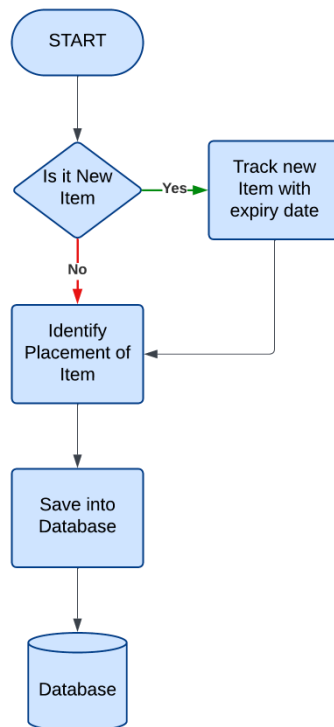 START
Is it New
Item
Yes
Track new
Item with
expiry date
No
Identify
Placement of
Item
Save into
Database
Database